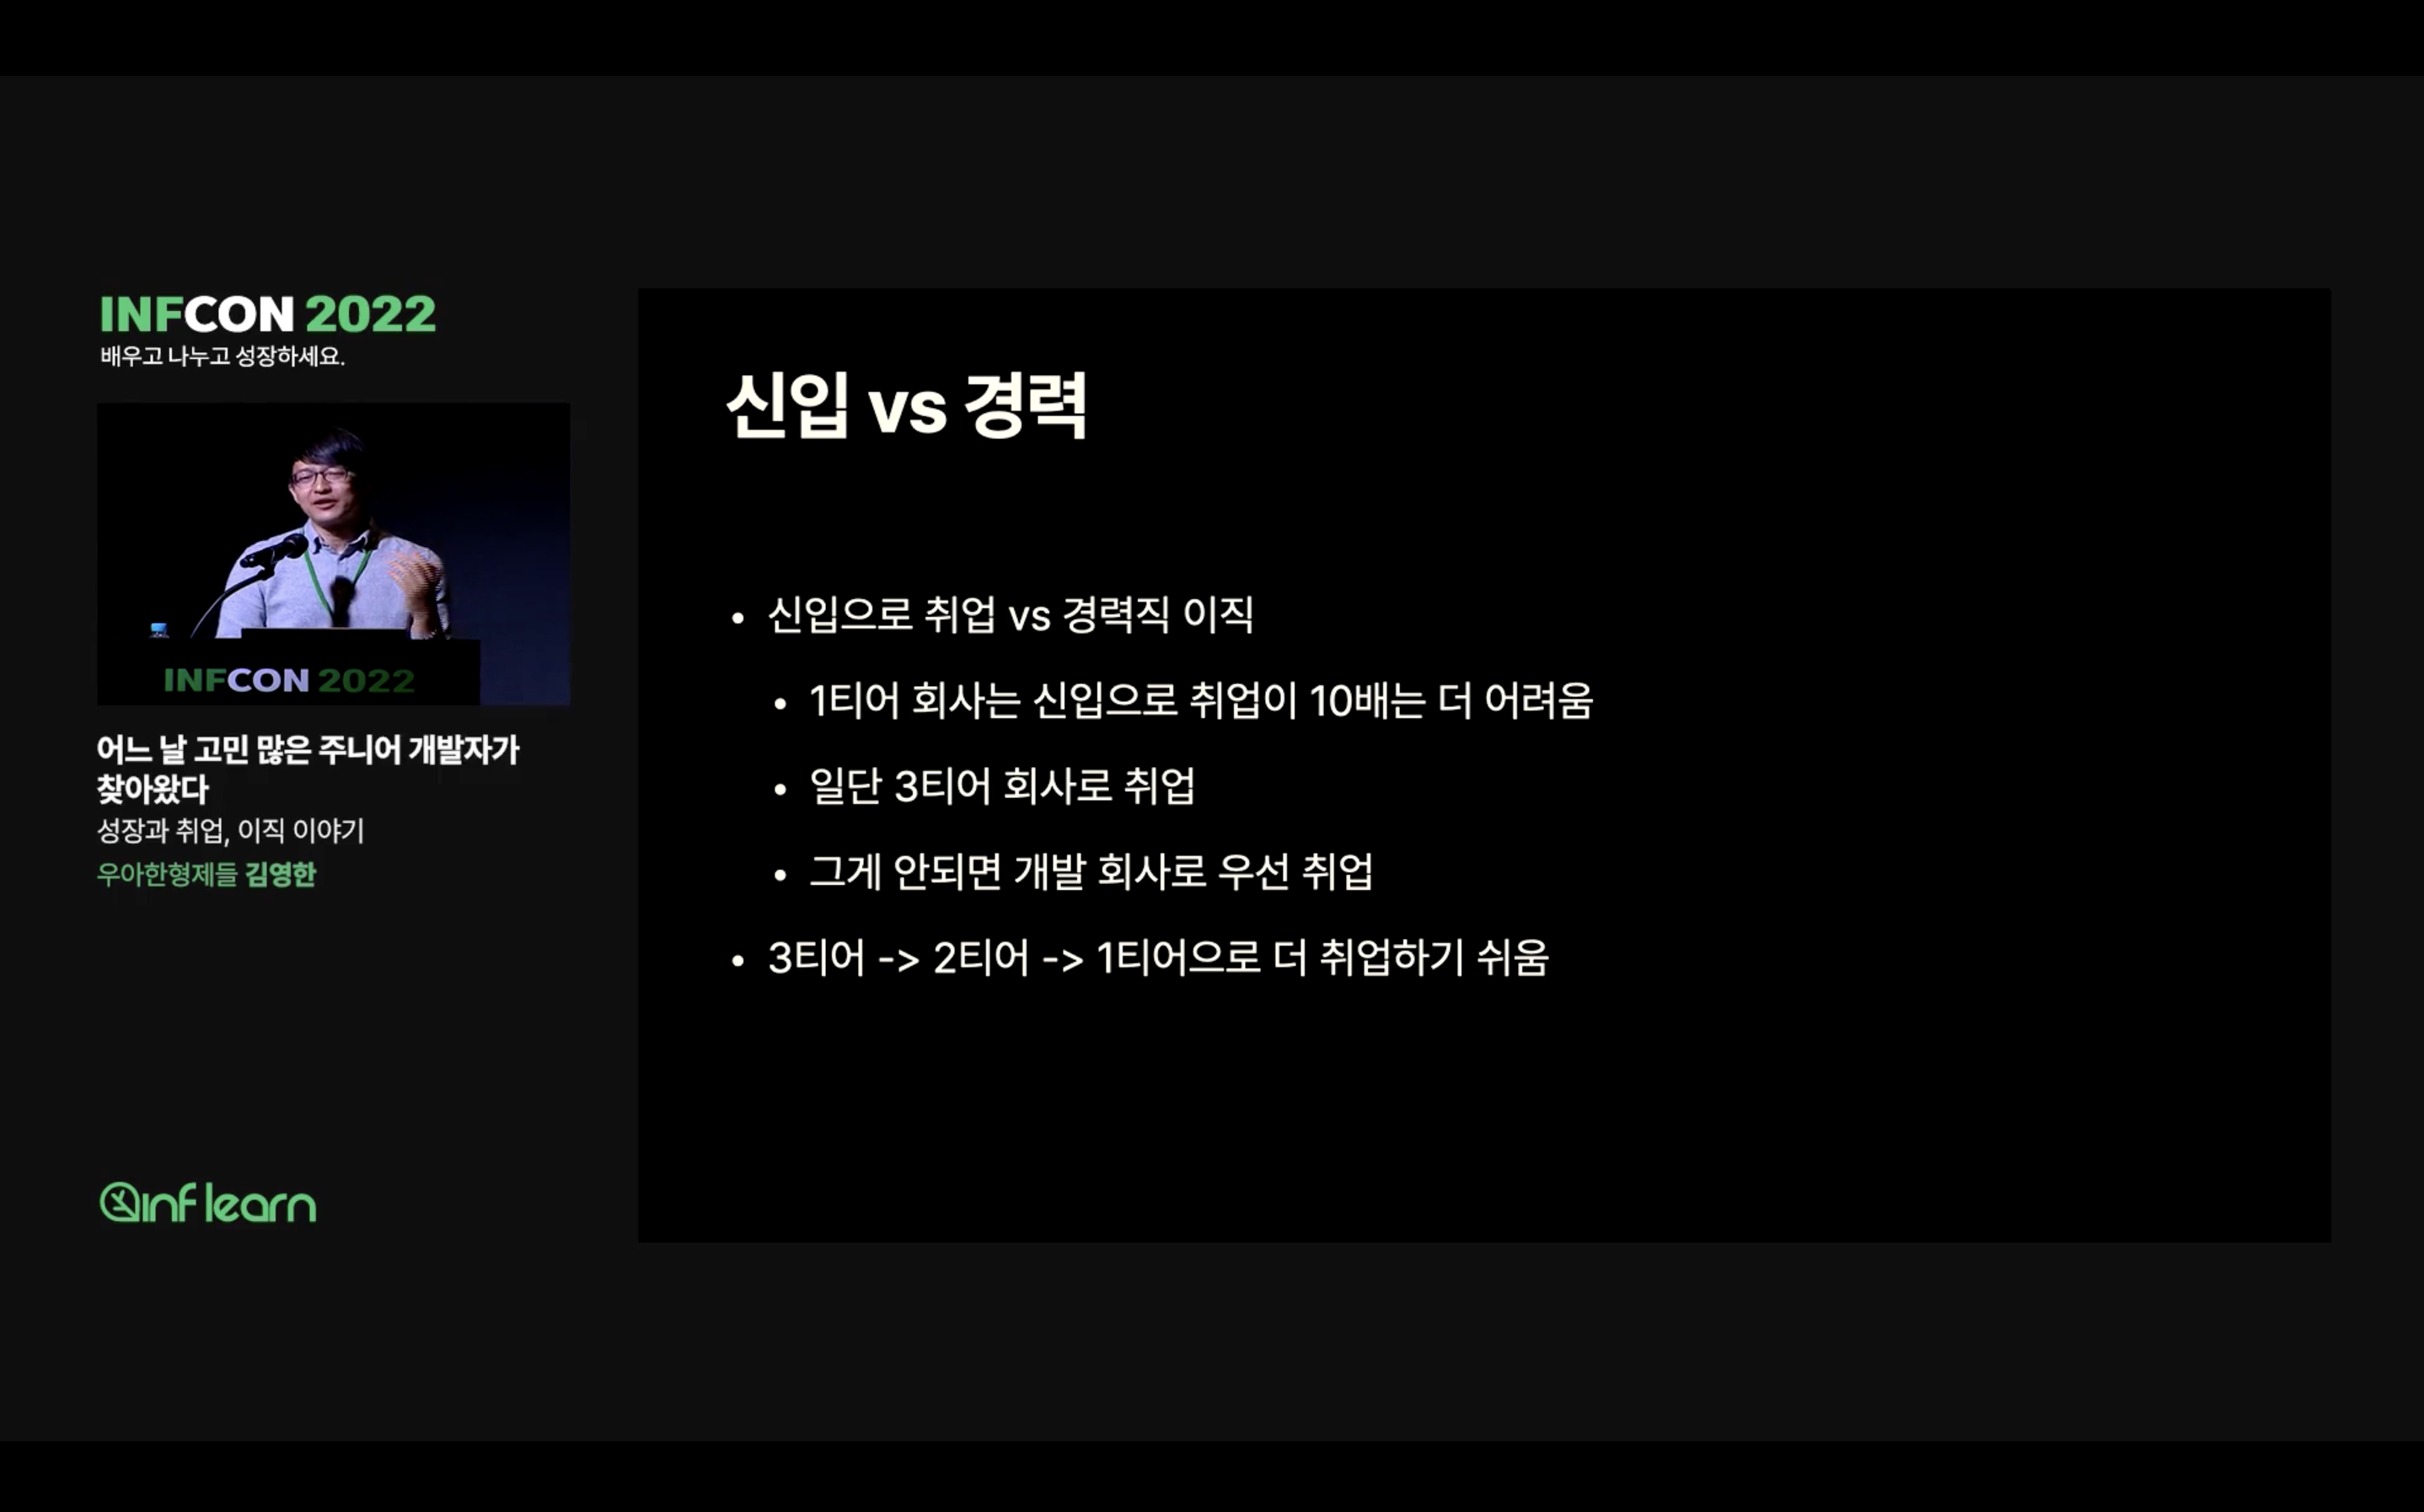 INFCON 2022
배우고 나누고 성장하세요.
INFCON 2022
어느 날 고민 많은 주니어 개발자가
찾아왔다
성장과 취업, 이직 이야기
우아한형제들 김영한
inflearn
신입 vs 경력
• 신입으로 취업 vs 경력직 이직
• 1티어 회사는 신입으로 취업이 10배는 더 어려움
• 일단 3티어 회사로 취업
• 그게 안되면 개발 회사로 우선 취업
• 3티어 -> 2티어 -> 1티어으로 더 취업하기 쉬움